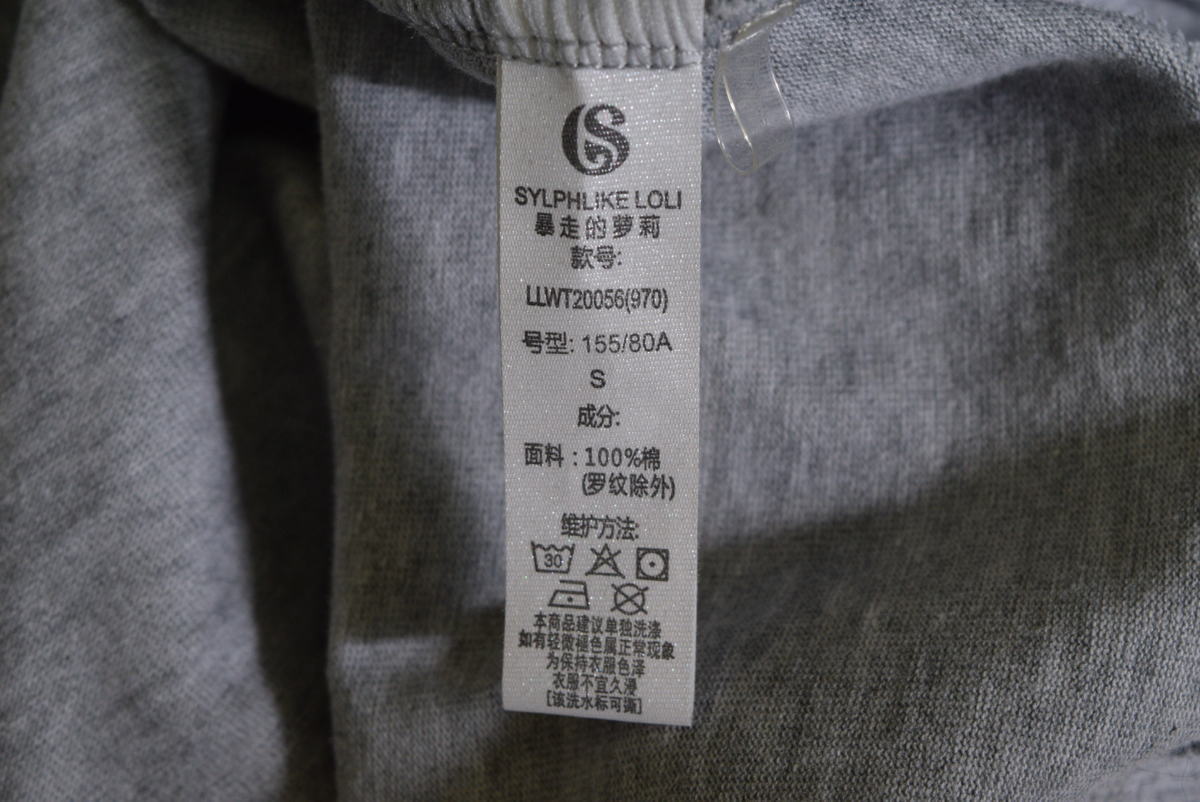 SYLPHLIKE LOLI
暴走的萝莉
款号:
LLWT20056(970)
号型: 155/80A
S
成分:
面料：100%棉
(罗纹除外)
维护方法:
30
本商品建议单独洗涤
如有轻微褪色属正常现象
为保持衣服色泽
衣服不宜久浸
[该洗水标可撕]